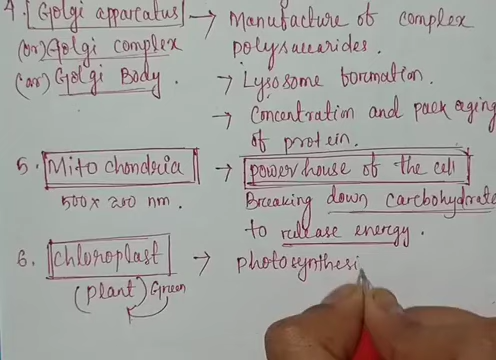 4. Golgi apparcatus → Manufacture of complex
(or) Golgi complex polysaccarides.
(or) Golgi Body. → Lysosome formation.
→ Concentration and packaging
of protein.
5. Mitochondria → power house of the cell
500 x 200 nm. Breaking down carbohydrate
to release energy.
6. chloroplast → photosynthesi
(plant) Green